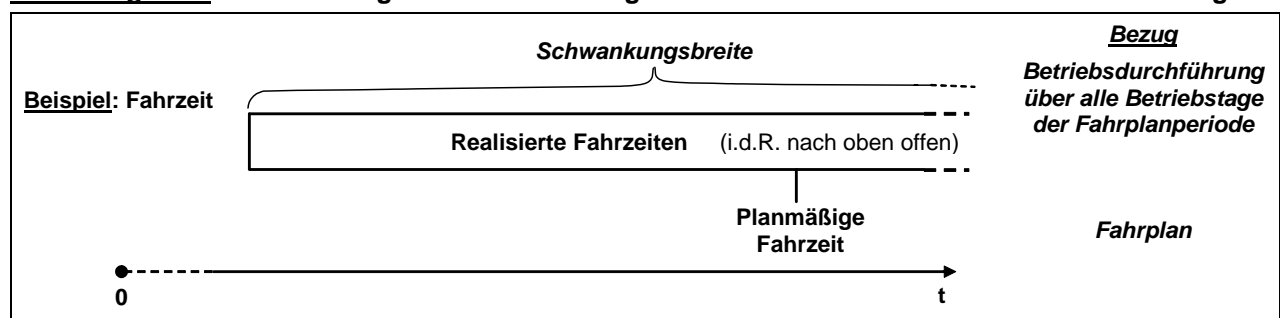 Schwankungsbreite
Bezug
Betriebsdurchführung
über alle Betriebstage
der Fahrplanperiode
Beispiel: Fahrzeit
Realisierte Fahrzeiten (i.d.R. nach oben offen)
Planmäßige
Fahrzeit
Fahrplan
0
t